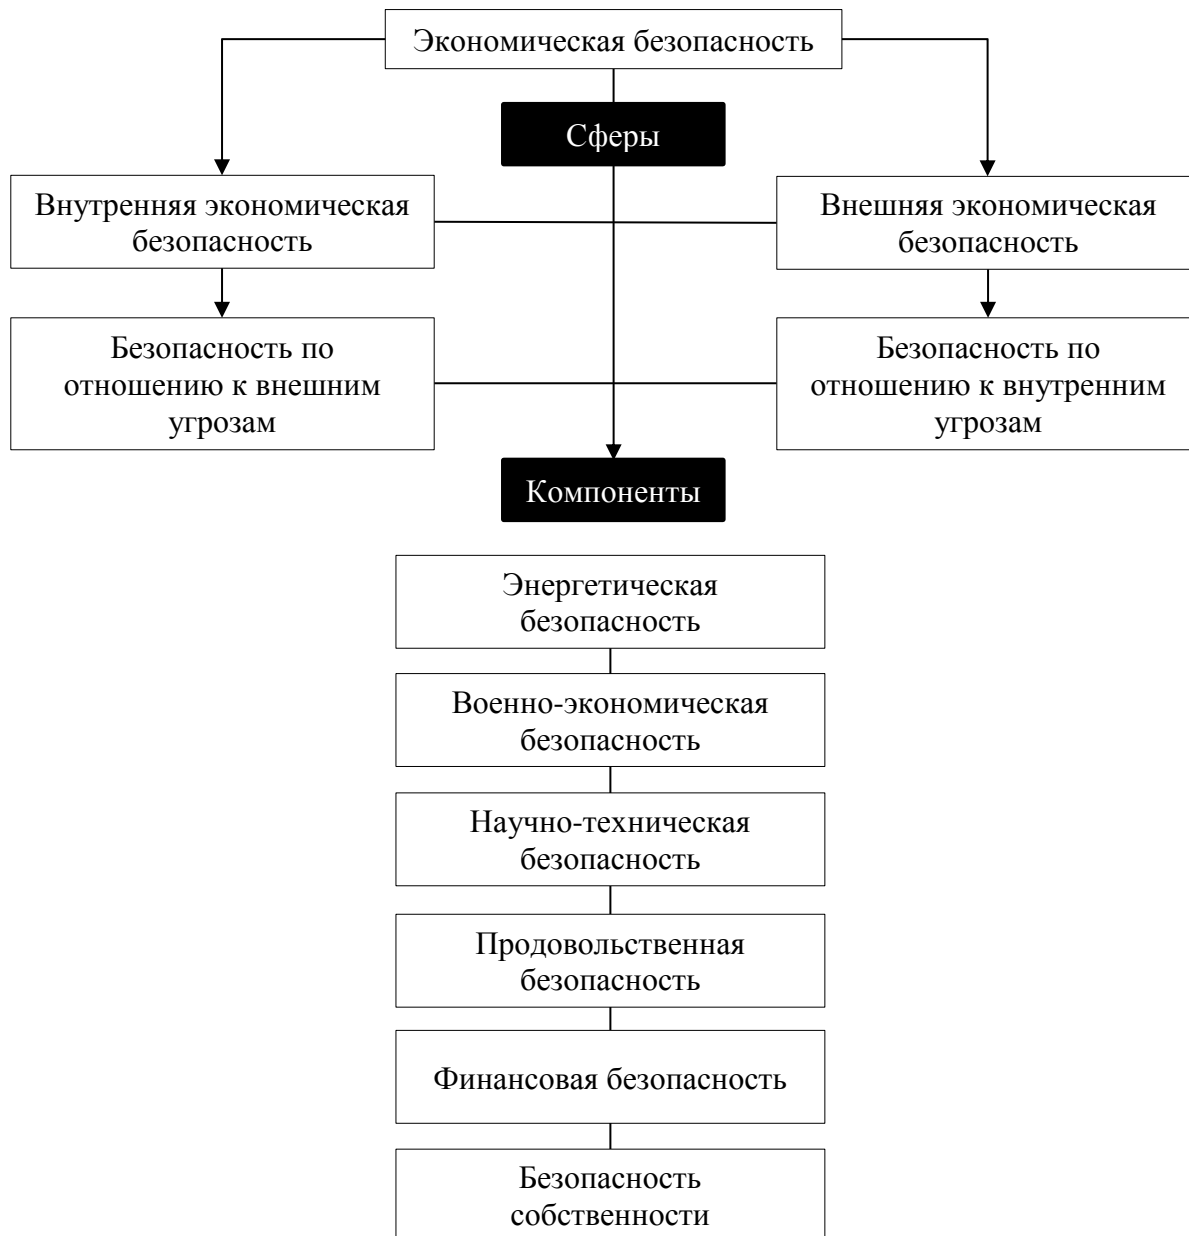 Экономическая безопасность
Сферы
Внутренняя экономическая
безопасность
Внешняя экономическая
безопасность
Безопасность по
отношению к внешним
угрозам
Безопасность по
отношению к внутренним
угрозам
Компоненты
Энергетическая
безопасность
Военно-экономическая
безопасность
Научно-техническая
безопасность
Продовольственная
безопасность
Финансовая безопасность
Безопасность
собственности